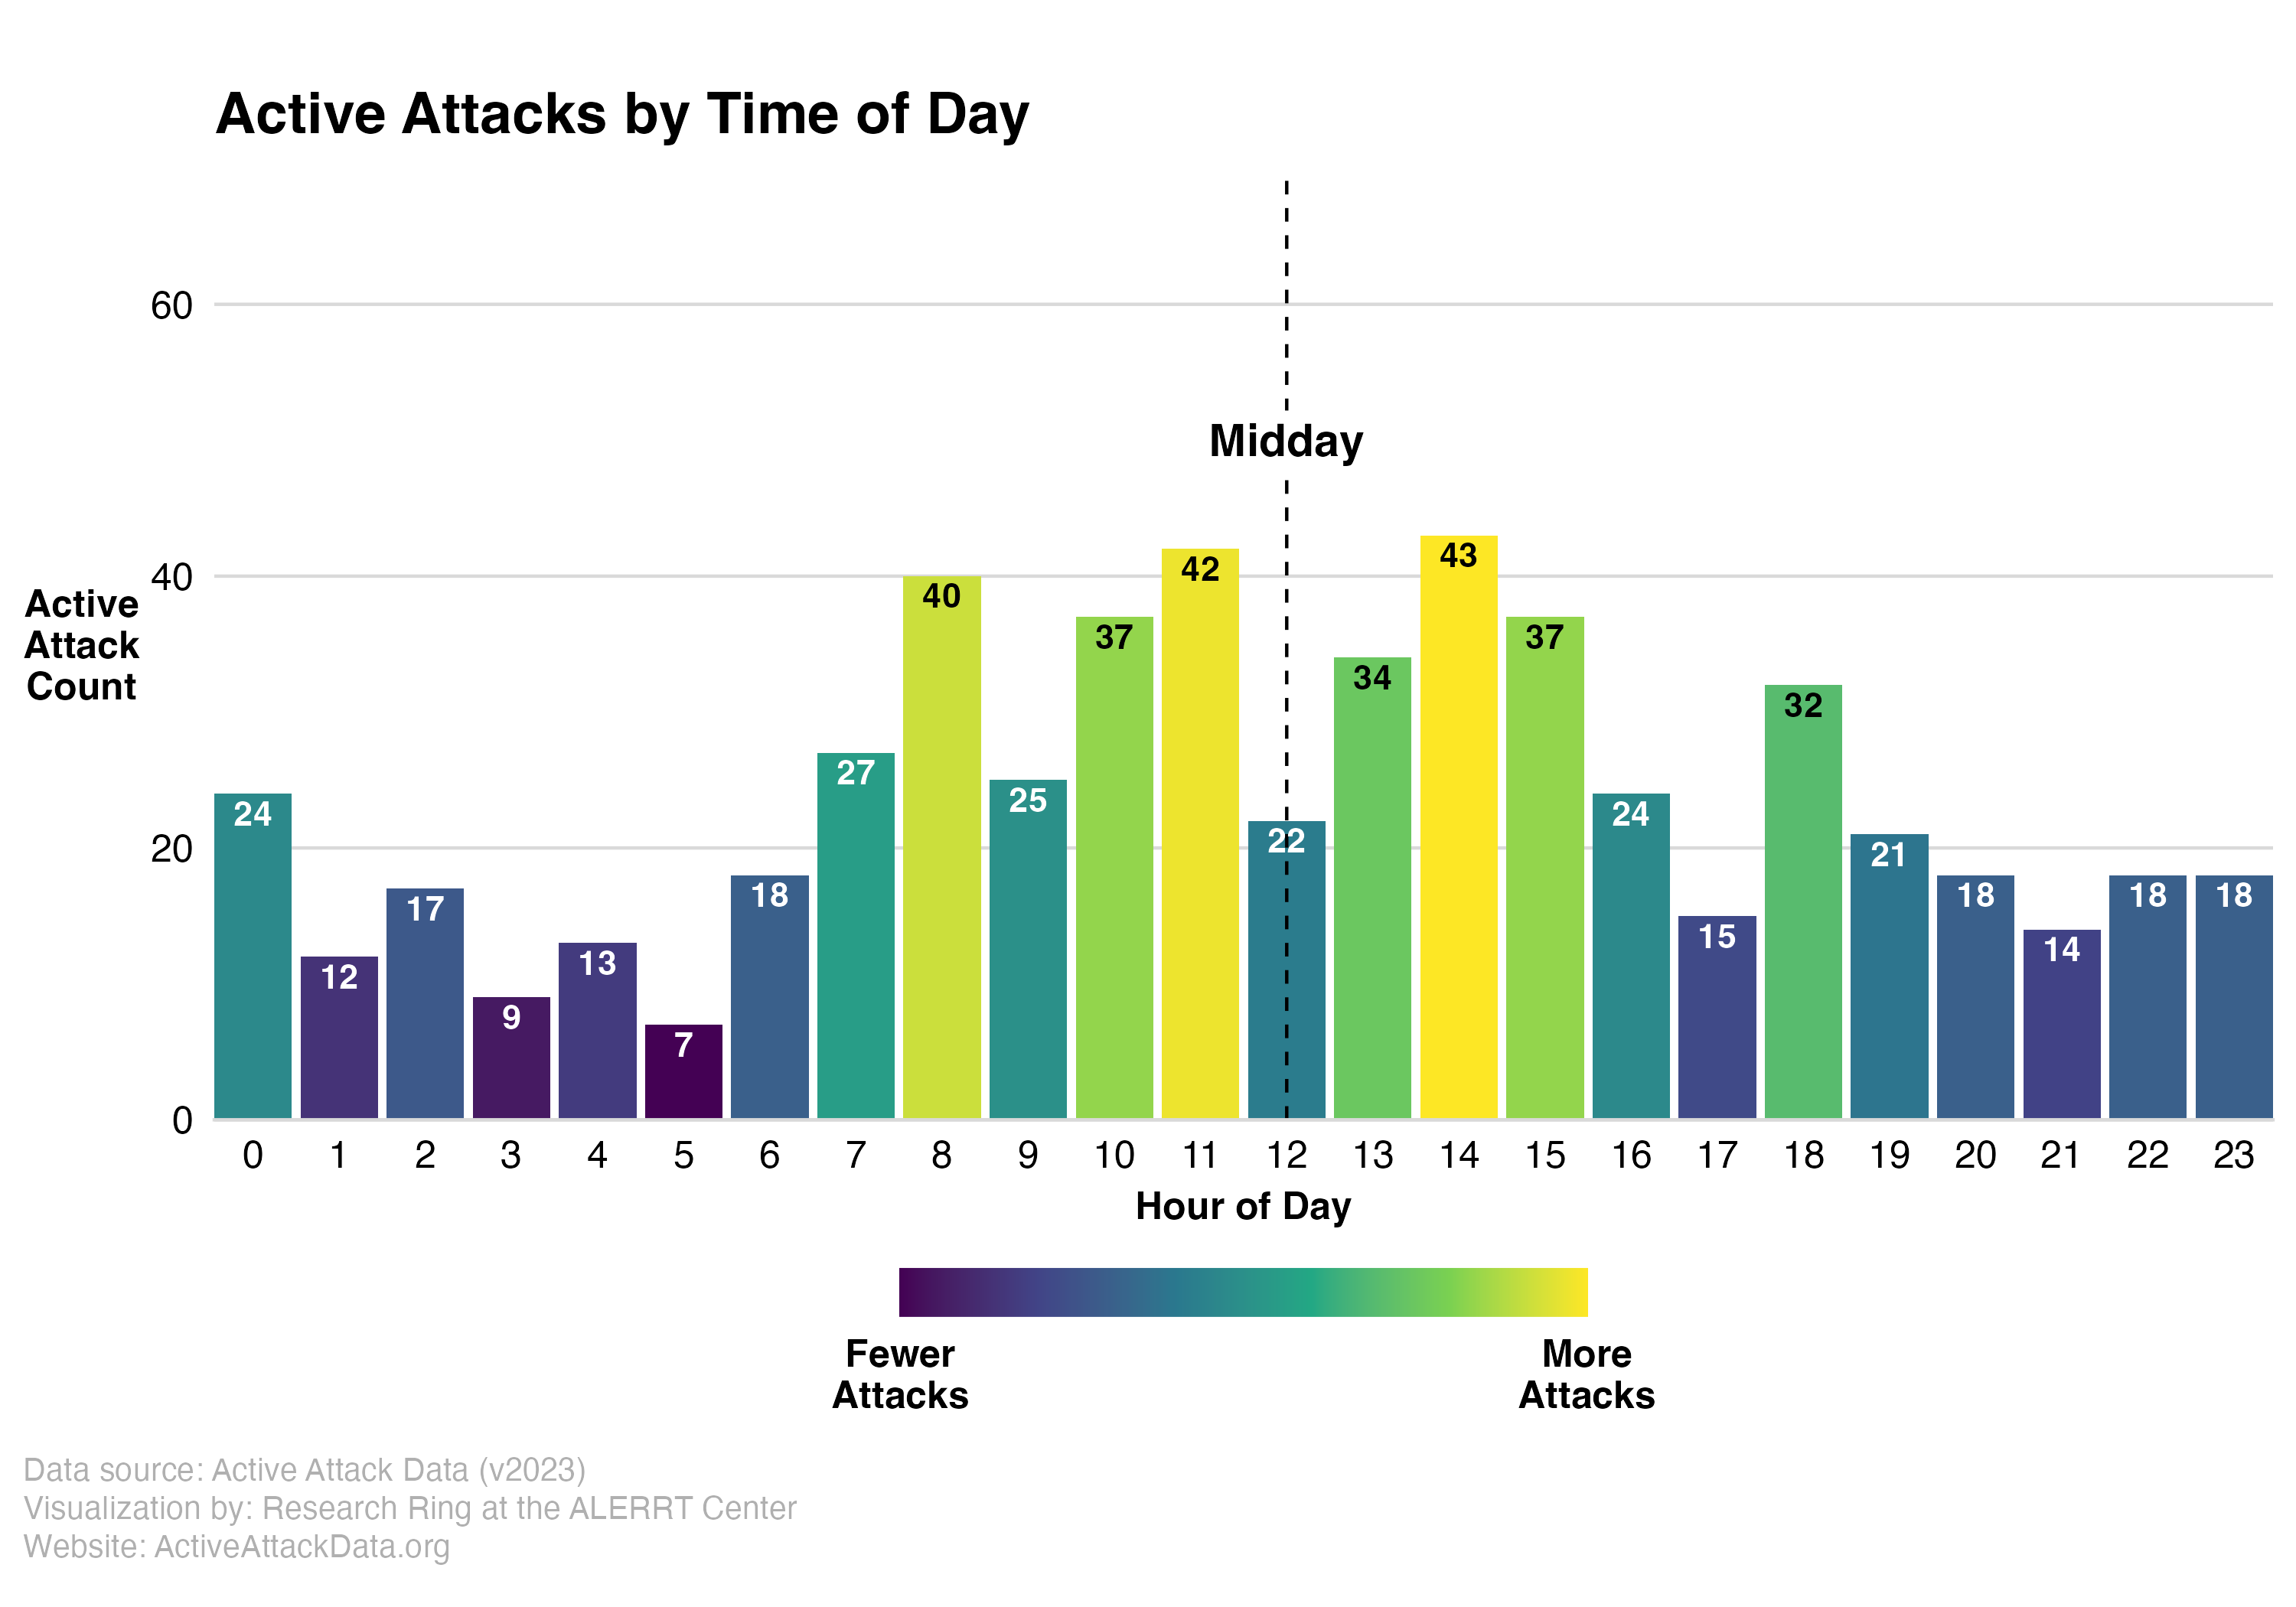 Active Attacks by Time of Day
60
Midday
40
Active
Attack
Count
20
0
24
12
17
9
13
7
18
27
40
25
37
42
22
34
43
37
24
15
32
21
18
14
18
18
0 1 2 3 4 5 6 7 8 9 10 11 12 13 14 15 16 17 18 19 20 21 22 23
Hour of Day
Fewer
Attacks
More
Attacks
Data source: Active Attack Data (v2023)
Visualization by: Research Ring at the ALERRT Center
Website: ActiveAttackData.org